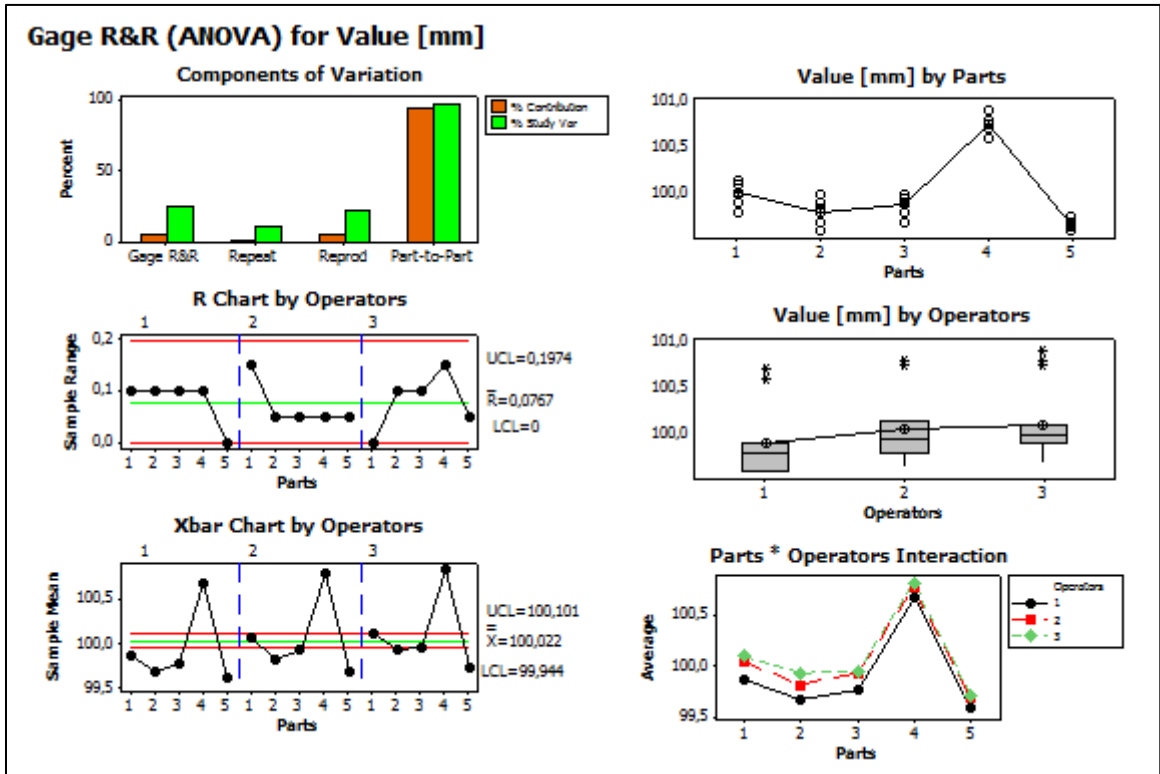 Gage R&R (ANOVA) for Value [mm]
Components of Variation
100
50
0
Percent
Gage R&R Repeat Reprod Part-to-Part
% Contribution
% Study Var
R Chart by Operators
1 2 3
0,2
0,1
0,0
Sample Range
UCL=0,1974
R=0,0767
LCL=0
1 2 3 4 5 1 2 3 4 5 1 2 3 4 5
Parts
Xbar Chart by Operators
1 2 3
100,5
100,0
99,5
Sample Mean
UCL=100,101
X=100,022
LCL=99,944
1 2 3 4 5 1 2 3 4 5 1 2 3 4 5
Parts
Value [mm] by Parts
101,0
100,5
100,0
1 2 3 4 5
Parts
Value [mm] by Operators
101,0
100,5
100,0
1 2 3
Operators
Parts * Operators Interaction
100,5
100,0
99,5
Average
1 2 3 4 5
Parts
Operators
1
2
3